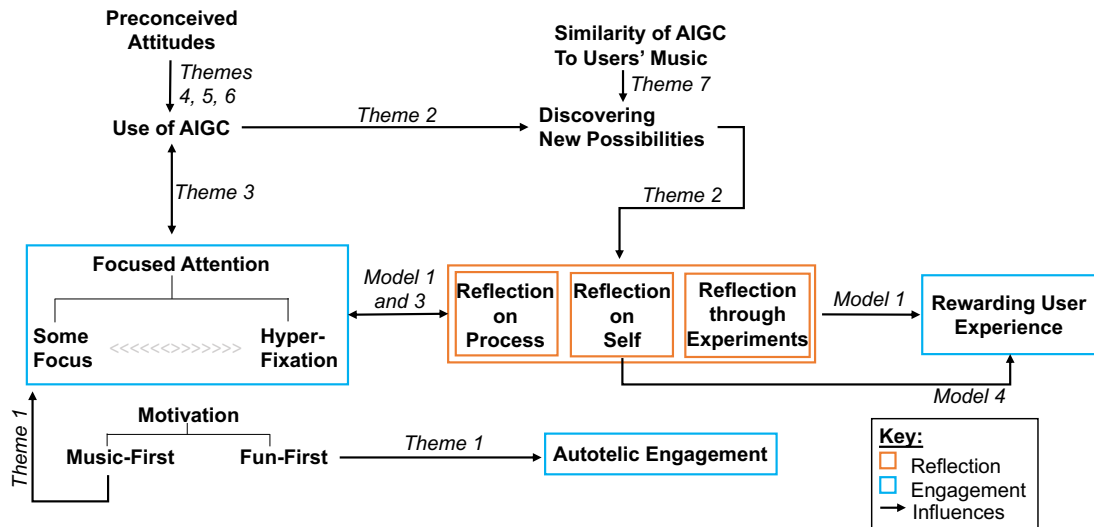 Preconceived
Attitudes
Similarity of AIGC
To Users' Music
Themes
4, 5, 6
Theme 7
Use of AIGC
Theme 2
Discovering
New Possibilities
Theme 3
Theme 2
Focused Attention
Some
Focus
<<<<<<>>>>>>>
Hyper-
Fixation
Model 1
and 3
Reflection
on
Process
Reflection
on
Self
Reflection
through
Experiments
Model 1
Rewarding User
Experience
Model 4
Theme 1
Motivation
Music-First
Fun-First
Theme 1
Autotelic Engagement
Key:
Reflection
Engagement
Influences